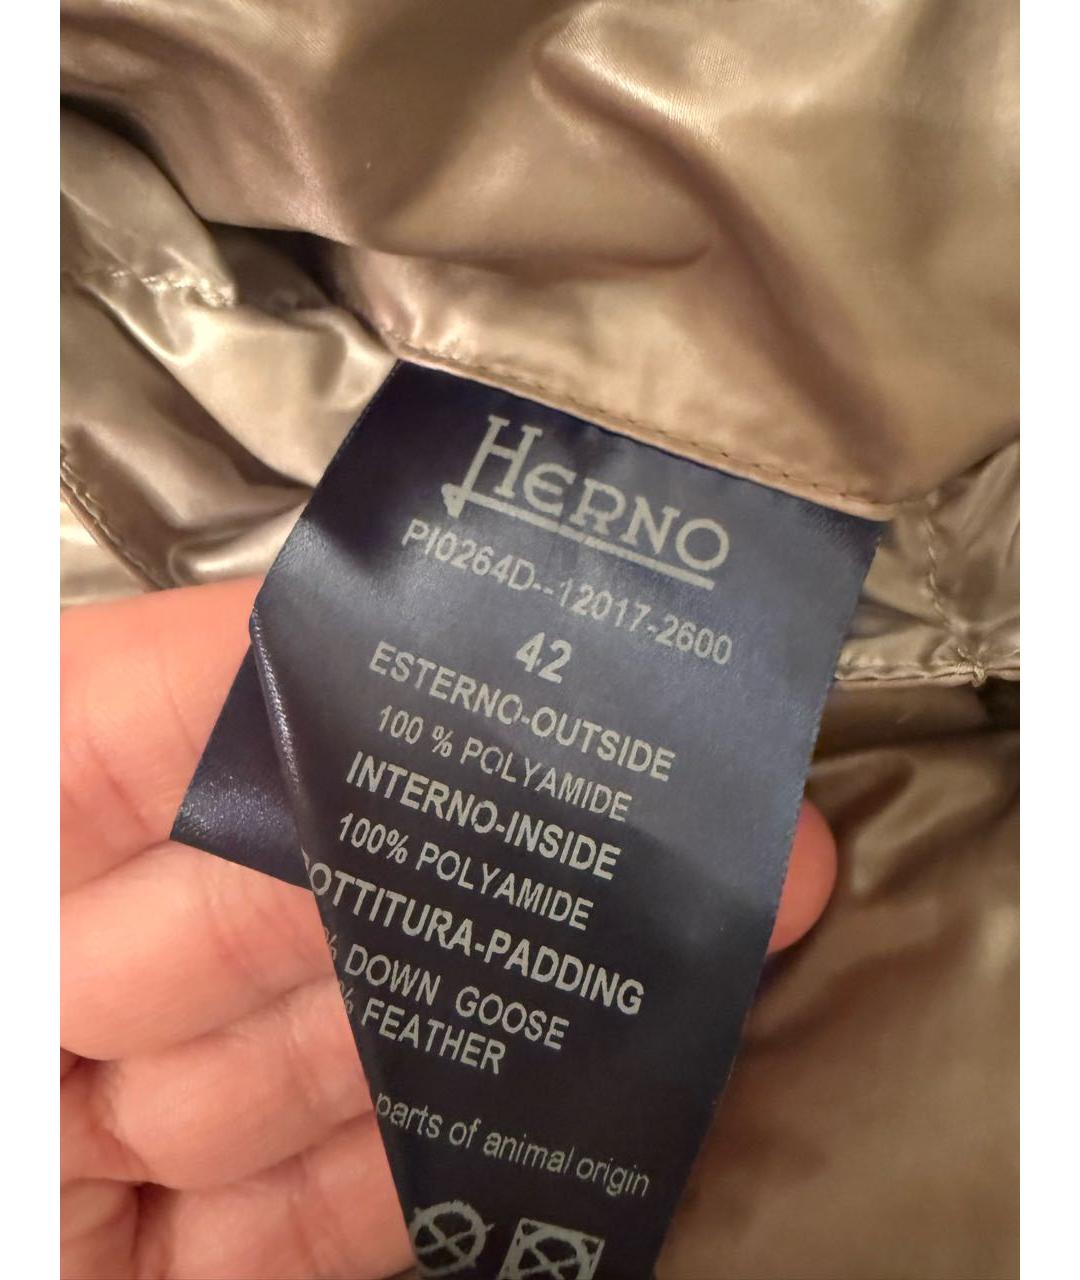 HERNO
PI0264D--12017-2600
42
ESTERNO-OUTSIDE
100 % POLYAMIDE
INTERNO-INSIDE
100% POLYAMIDE
OTTITURA-PADDING
% DOWN GOOSE
% FEATHER
parts of animal origin